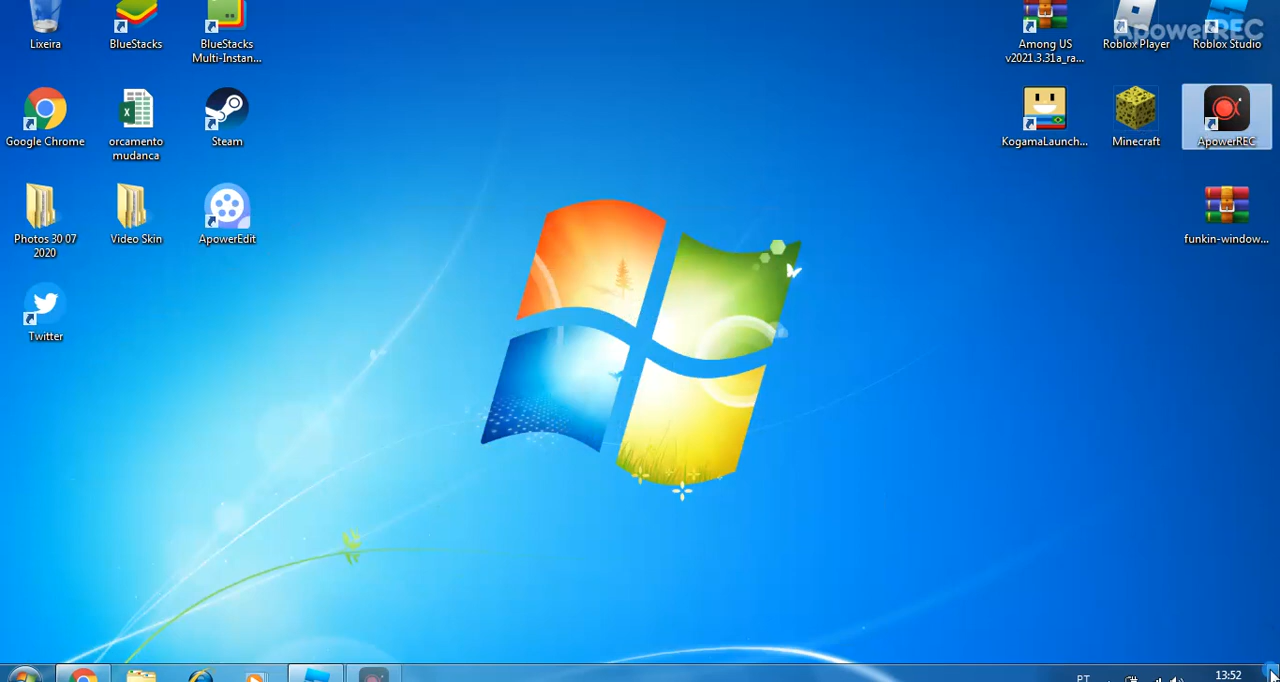 ApowerREC
Lixeira
BlueStacks
BlueStacks
Multi-Instan...
Among US
v2021.3.31a_ra...
Roblox Player
Roblox Studio
Google Chrome
orcamento
mudanca
Steam
KogamaLaunch...
Minecraft
ApowerREC
Photos 30 07
2020
Video Skin
ApowerEdit
funkin-window...
Twitter
PT
13:52